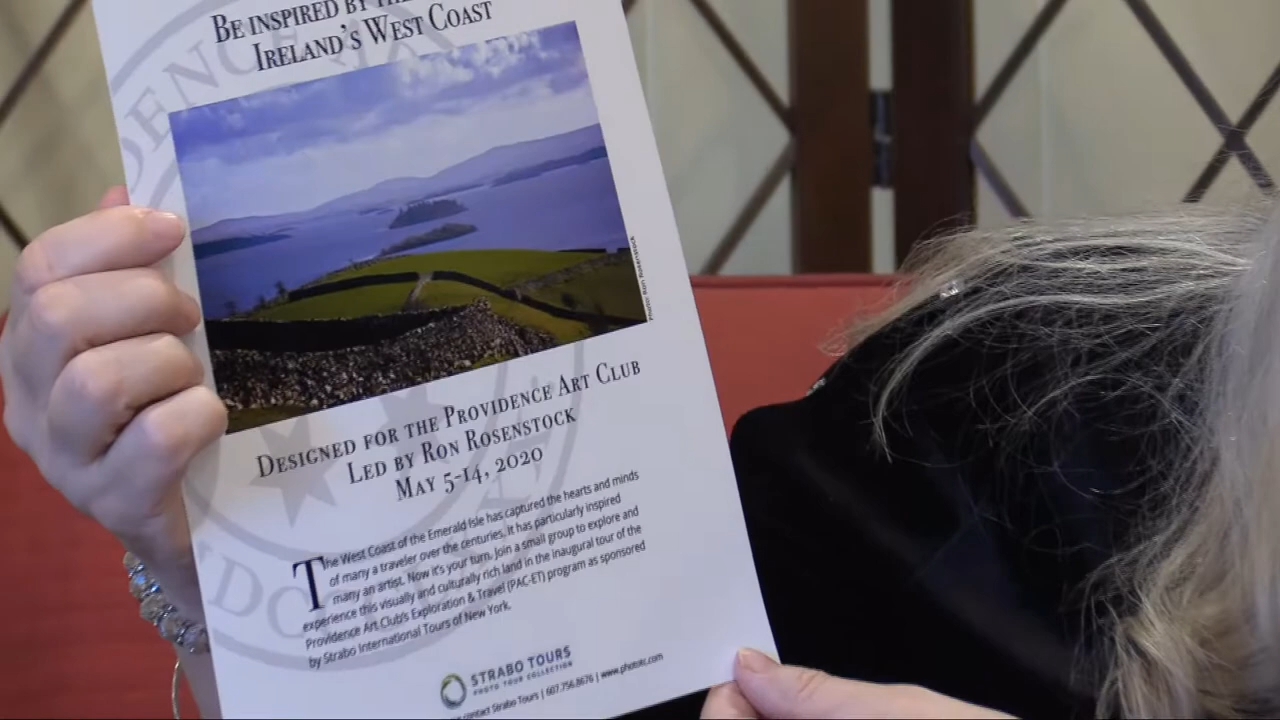 BE INSPIRED BY THE
IRELAND'S WEST COAST
Photo: Ron Rosenstock
DESIGNED FOR THE PROVIDENCE ART CLUB
LED BY RON ROSENSTOCK
MAY 5-14, 2020
The West Coast of the Emerald Isle has captured the hearts and minds
of many a traveler over the centuries. It has particularly inspired
many an artist. Now it's your turn. Join a small group to explore and
experience this visually and culturally rich land in the inaugural tour of the
Providence Art Club's Exploration & Travel (PAC-ET) program as sponsored
by Strabo International Tours of New York.
STRABO TOURS
PHOTO TOUR COLLECTION
contact Strabo Tours | 607.756.8676 |